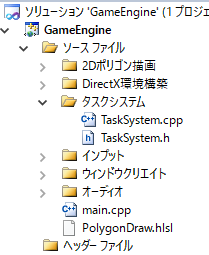 ソリューション 'GameEngine' (1 プロジ
GameEngine
ソース ファイル
2Dポリゴン描画
DirectX環境構築
タスクシステム
TaskSystem.cpp
TaskSystem.h
インプット
ウィンドウクリエイト
オーディオ
main.cpp
PolygonDraw.hlsl
ヘッダー ファイル